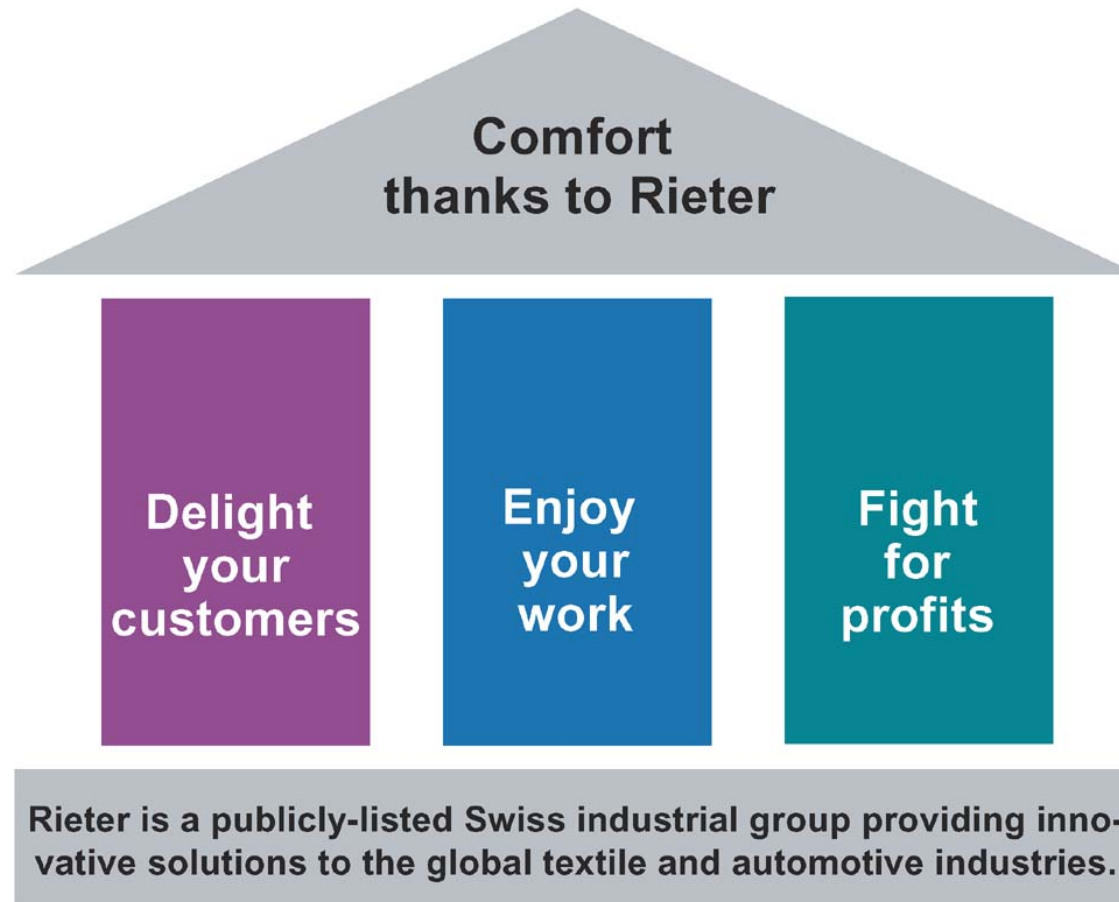 Comfort
thanks to Rieter
Delight
your
customers
Enjoy
your
work
Fight
for
profits
Rieter is a publicly-listed Swiss industrial group providing inno-
vative solutions to the global textile and automotive industries.